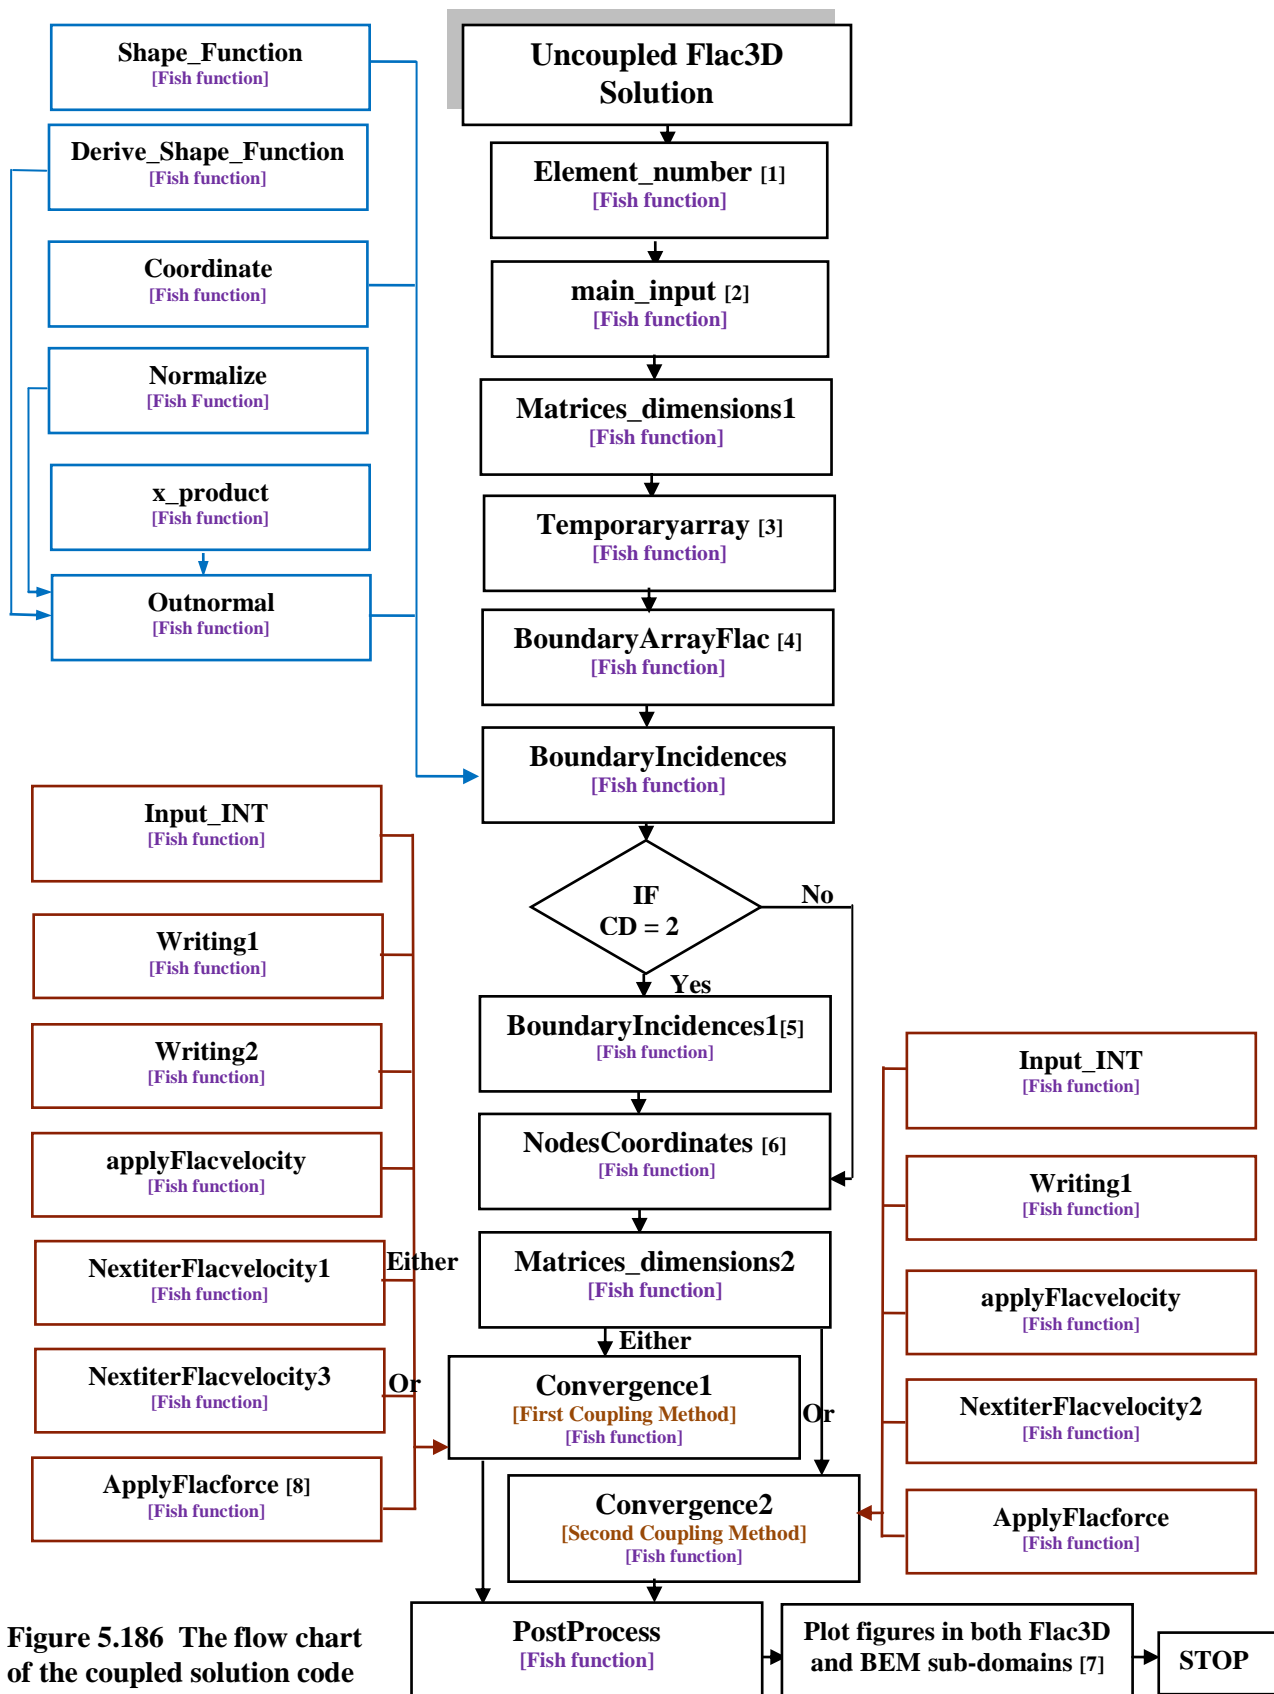 Shape_Function
[Fish function]
Derive_Shape_Function
[Fish function]
Coordinate
[Fish function]
Normalize
[Fish Function]
x_product
[Fish function]
Outnormal
[Fish function]
Uncoupled Flac3D
Solution
Element_number [1]
[Fish function]
main_input [2]
[Fish function]
Matrices_dimensions1
[Fish function]
Temporaryarray [3]
[Fish function]
BoundaryArrayFlac [4]
[Fish function]
BoundaryIncidences
[Fish function]
IF
CD = 2
No
Yes
BoundaryIncidences1[5]
[Fish function]
NodesCoordinates [6]
[Fish function]
Matrices_dimensions2
[Fish function]
Either
Or
Convergence1
[First Coupling Method]
[Fish function]
Convergence2
[Second Coupling Method]
[Fish function]
Input_INT
[Fish function]
Writing1
[Fish function]
Writing2
[Fish function]
applyFlacvelocity
[Fish function]
NextiterFlacvelocity1
[Fish function]
Either
NextiterFlacvelocity3
[Fish function]
Or
ApplyFlacforce [8]
[Fish function]
Input_INT
[Fish function]
Writing1
[Fish function]
applyFlacvelocity
[Fish function]
NextiterFlacvelocity2
[Fish function]
ApplyFlacforce
[Fish function]
PostProcess
[Fish function]
Plot figures in both Flac3D
and BEM sub-domains [7]
STOP
Figure 5.186 The flow chart
of the coupled solution code